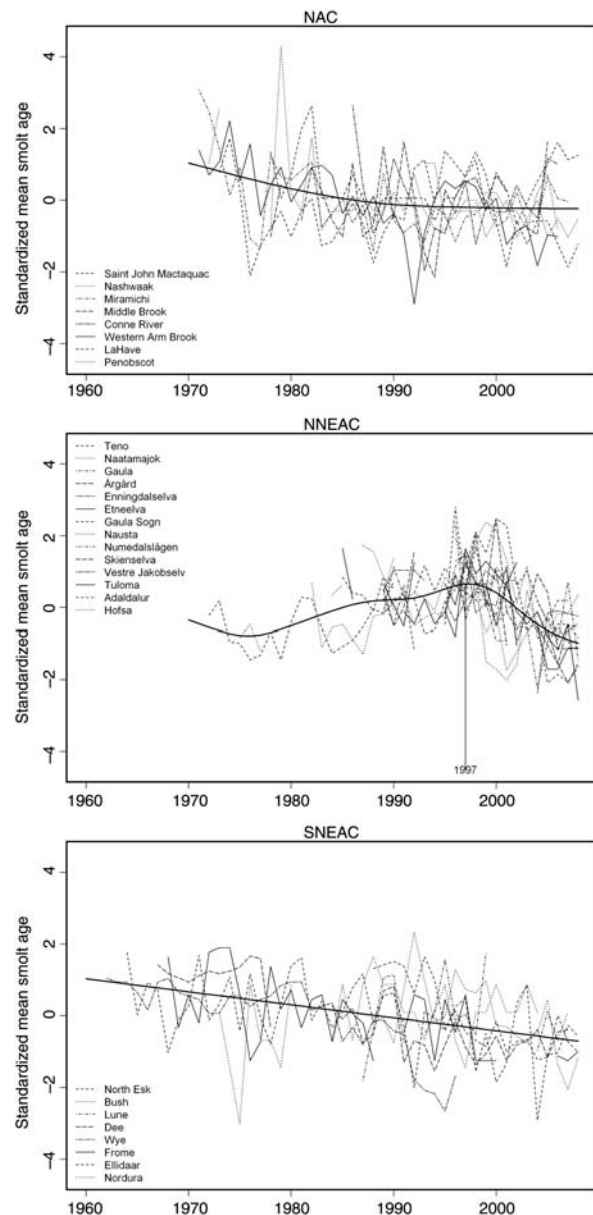 NAC
Standardized mean smolt age
4
2
0
-2
-4
Saint John Mactaquac
Nashwaak
Miramichi
Middle Brook
Conne River
Western Arm Brook
LaHave
Penobscot
1960 1970 1980 1990 2000
NNEAC
Standardized mean smolt age
4
2
0
-2
-4
Teno
Naatamajok
Gaula
Årgård
Enningdalselva
Etneelva
Gaula Sogn
Nausta
Numedalslågen
Skienselva
Vestre Jakobselv
Tuloma
Adaldalur
Hofsa
1997
1960 1970 1980 1990 2000
SNEAC
Standardized mean smolt age
4
2
0
-2
-4
North Esk
Bush
Lune
Dee
Wye
Frome
Ellidaar
Nordura
1960 1970 1980 1990 2000